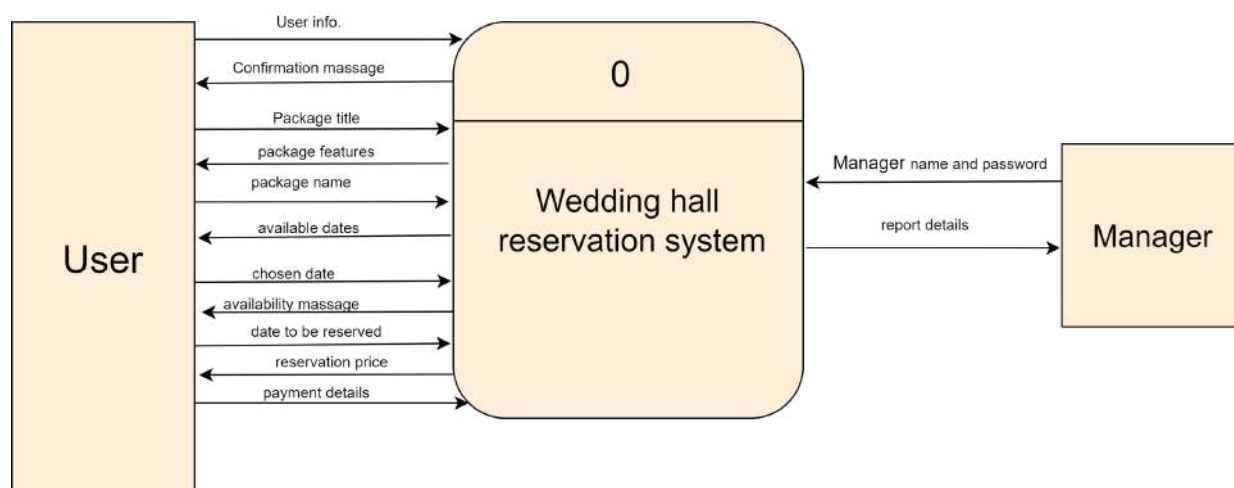 User info.
Confirmation massage
Package title
package features
package name
available dates
chosen date
availability massage
date to be reserved
reservation price
payment details
User
0
Wedding hall
reservation system
Manager name and password
report details
Manager